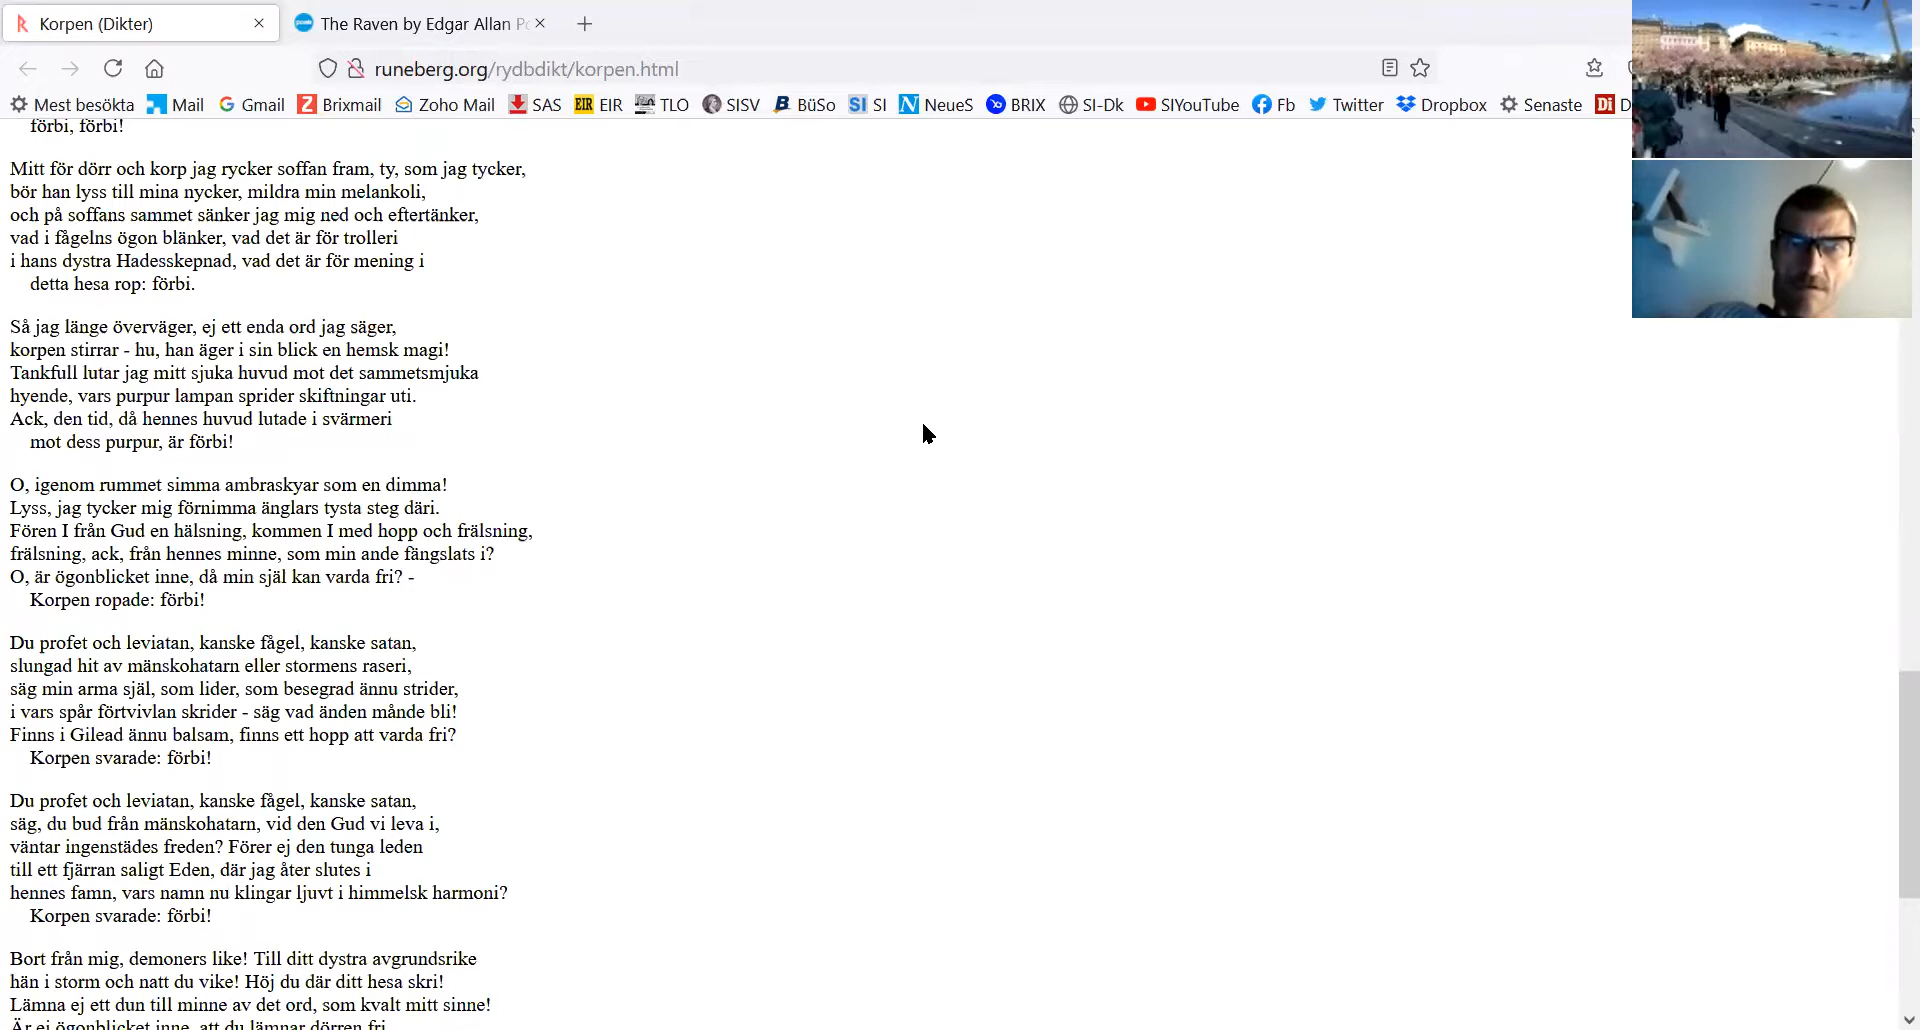 Korpen (Dikter)
The Raven by Edgar Allan Po
runeberg.org/rydbdikt/korpen.html
Mest besökta Mail Gmail Brixmail Zoho Mail SAS EIR EIR TLO SISV BüSo SI SI NeueS BRIX SI-Dk SIYouTube Fb Twitter Dropbox Senaste Di D
förbi, förbi!
Mitt för dörr och korp jag rycker soffan fram, ty, som jag tycker,
bör han lyss till mina nycker, mildra min melankoli,
och på soffans sammet sänker jag mig ned och eftertänker,
vad i fågelns ögon blänker, vad det är för trolleri
i hans dystra Hadesskepnad, vad det är för mening i
detta hesa rop: förbi.
Så jag länge överväger, ej ett enda ord jag säger,
korpen stirrar - hu, han äger i sin blick en hemsk magi!
Tankfull lutar jag mitt sjuka huvud mot det sammetsmjuka
hyende, vars purpur lampan sprider skiftningar uti.
Ack, den tid, då hennes huvud lutade i svärmeri
mot dess purpur, är förbi!
O, igenom rummet simma ambraskyar som en dimma!
Lyss, jag tycker mig förnimma änglars tysta steg däri.
Fören I från Gud en hälsning, kommen I med hopp och frälsning,
frälsning, ack, från hennes minne, som min ande fängslats i?
O, är ögonblicket inne, då min själ kan varda fri? -
Korpen ropade: förbi!
Du profet och leviatan, kanske fågel, kanske satan,
slungad hit av mänskohatarn eller stormens raseri,
säg min arma själ, som lider, som besegrad ännu strider,
i vars spår förtvivlan skrider - säg vad änden månde bli!
Finns i Gilead ännu balsam, finns ett hopp att varda fri?
Korpen svarade: förbi!
Du profet och leviatan, kanske fågel, kanske satan,
säg, du bud från mänskohatarn, vid den Gud vi leva i,
väntar ingenstädes freden? Förer ej den tunga leden
till ett fjärran saligt Eden, där jag åter slutes i
hennes famn, vars namn nu klingar ljuvt i himmelsk harmoni?
Korpen svarade: förbi!
Bort från mig, demoners like! Till ditt dystra avgrundsrike
hän i storm och natt du vike! Höj du där ditt hesa skri!
Lämna ej ett dun till minne av det ord, som kvalt mitt sinne!
Är ej ögonblicket inne, att du lämnar dörren fri